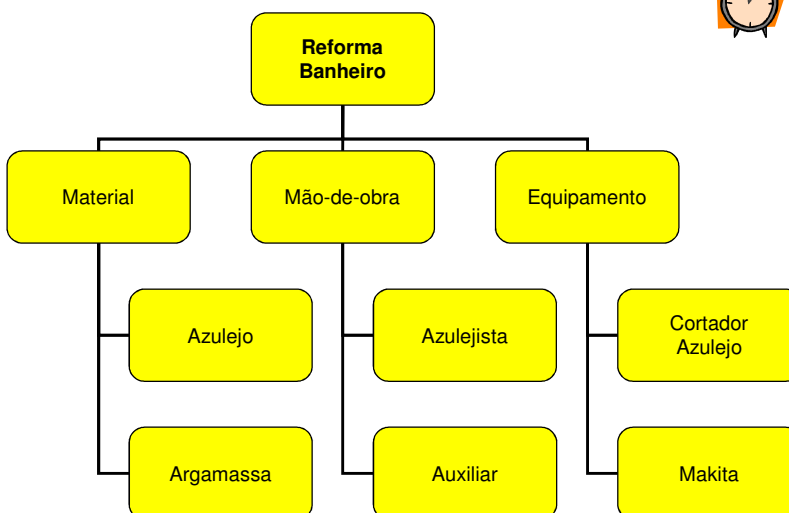 Reforma
Banheiro
Material
Mão-de-obra
Equipamento
Azulejo
Azulejista
Cortador
Azulejo
Argamassa
Auxiliar
Makita